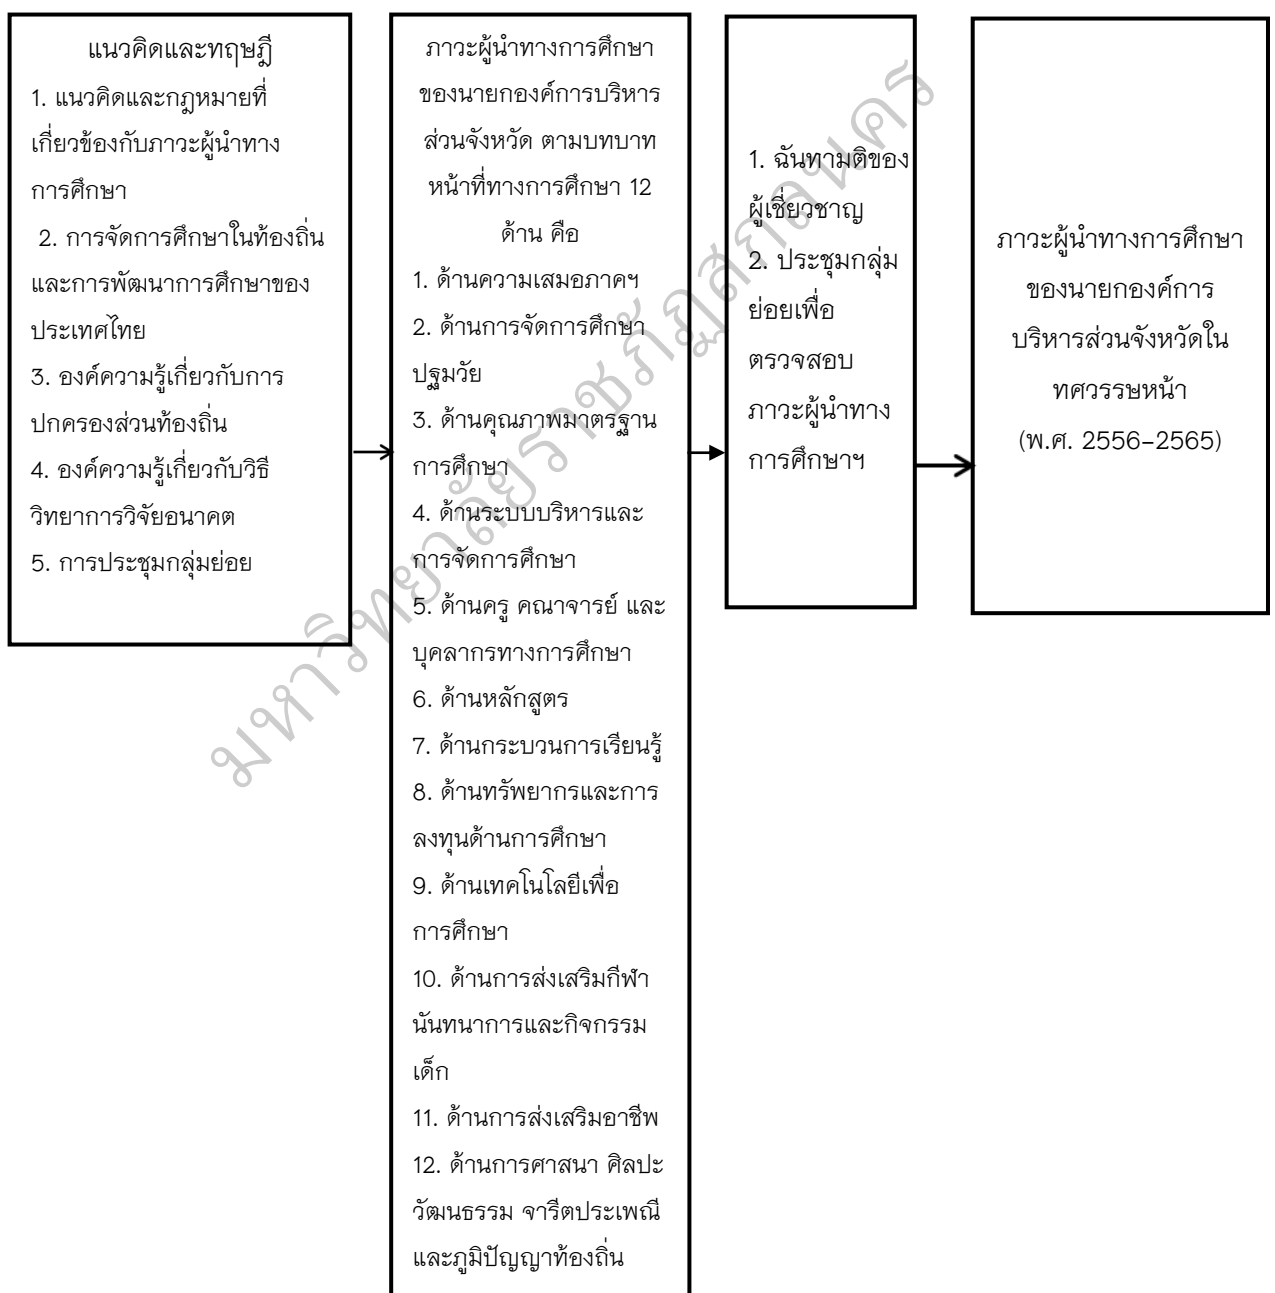 แนวคิดและทฤษฎี
1. แนวคิดและกฎหมายที่
เกี่ยวข้องกับภาวะผู้นำทาง
การศึกษา
2. การจัดการศึกษาในท้องถิ่น
และการพัฒนาการศึกษาของ
ประเทศไทย
3. องค์ความรู้เกี่ยวกับการ
ปกครองส่วนท้องถิ่น
4. องค์ความรู้เกี่ยวกับวิธี
วิทยาการวิจัยอนาคต
5. การประชุมกลุ่มย่อย
ภาวะผู้นำทางการศึกษา
ของนายกองค์การบริหาร
ส่วนจังหวัด ตามบทบาท
หน้าที่ทางการศึกษา 12
ด้าน คือ
1. ด้านความเสมอภาคฯ
2. ด้านการจัดการศึกษา
ปฐมวัย
3. ด้านคุณภาพมาตรฐาน
การศึกษา
4. ด้านระบบบริหารและ
การจัดการศึกษา
5. ด้านครู คณาจารย์ และ
บุคลากรทางการศึกษา
6. ด้านหลักสูตร
7. ด้านกระบวนการเรียนรู้
8. ด้านทรัพยากรและการ
ลงทุนด้านการศึกษา
9. ด้านเทคโนโลยีเพื่อ
การศึกษา
10. ด้านการส่งเสริมกีฬา
นันทนาการและกิจกรรม
เด็ก
11. ด้านการส่งเสริมอาชีพ
12. ด้านการศาสนา ศิลปะ
วัฒนธรรม จารีตประเพณี
และภูมิปัญญาท้องถิ่น
1. ฉันทามติของ
ผู้เชี่ยวชาญ
2. ประชุมกลุ่ม
ย่อยเพื่อ
ตรวจสอบ
ภาวะผู้นำทาง
การศึกษาฯ
ภาวะผู้นำทางการศึกษา
ของนายกองค์การ
บริหารส่วนจังหวัดใน
ทศวรรษหน้า
(พ.ศ. 2556-2565)
มหาวิทยาลัยราชภัฏสกลนคร